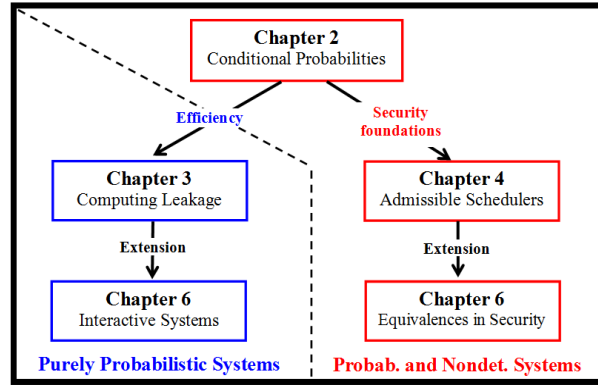 Chapter 2
Conditional Probabilities
Efficiency
Security
foundations
Chapter 3
Computing Leakage
Chapter 4
Admissible Schedulers
Extension
Extension
Chapter 6
Interactive Systems
Chapter 6
Equivalences in Security
Purely Probabilistic Systems
Probab. and Nondet. Systems